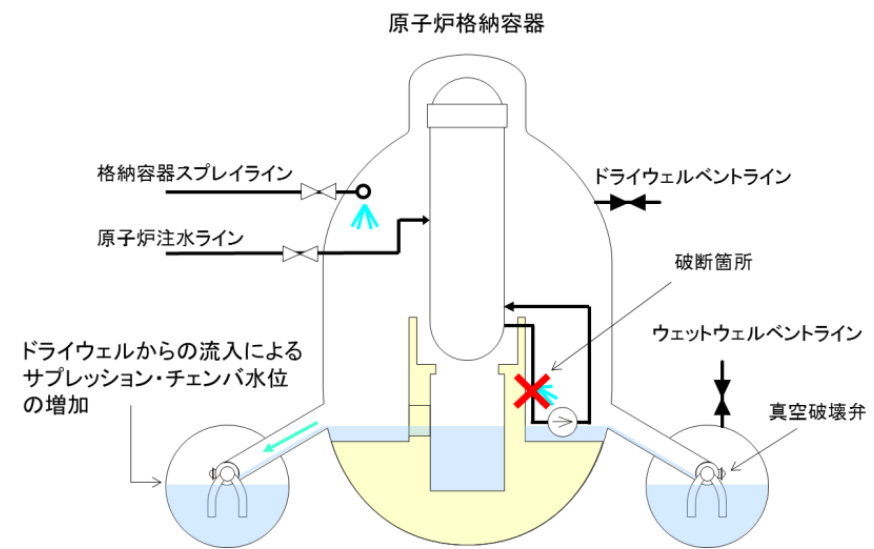 原子炉格納容器
格納容器スプレイライン
ドライウェルベントライン
原子炉注水ライン
破断箇所
ウェットウェルベントライン
ドライウェルからの流入による
サプレッション・チェンバ水位
の増加
真空破壊弁